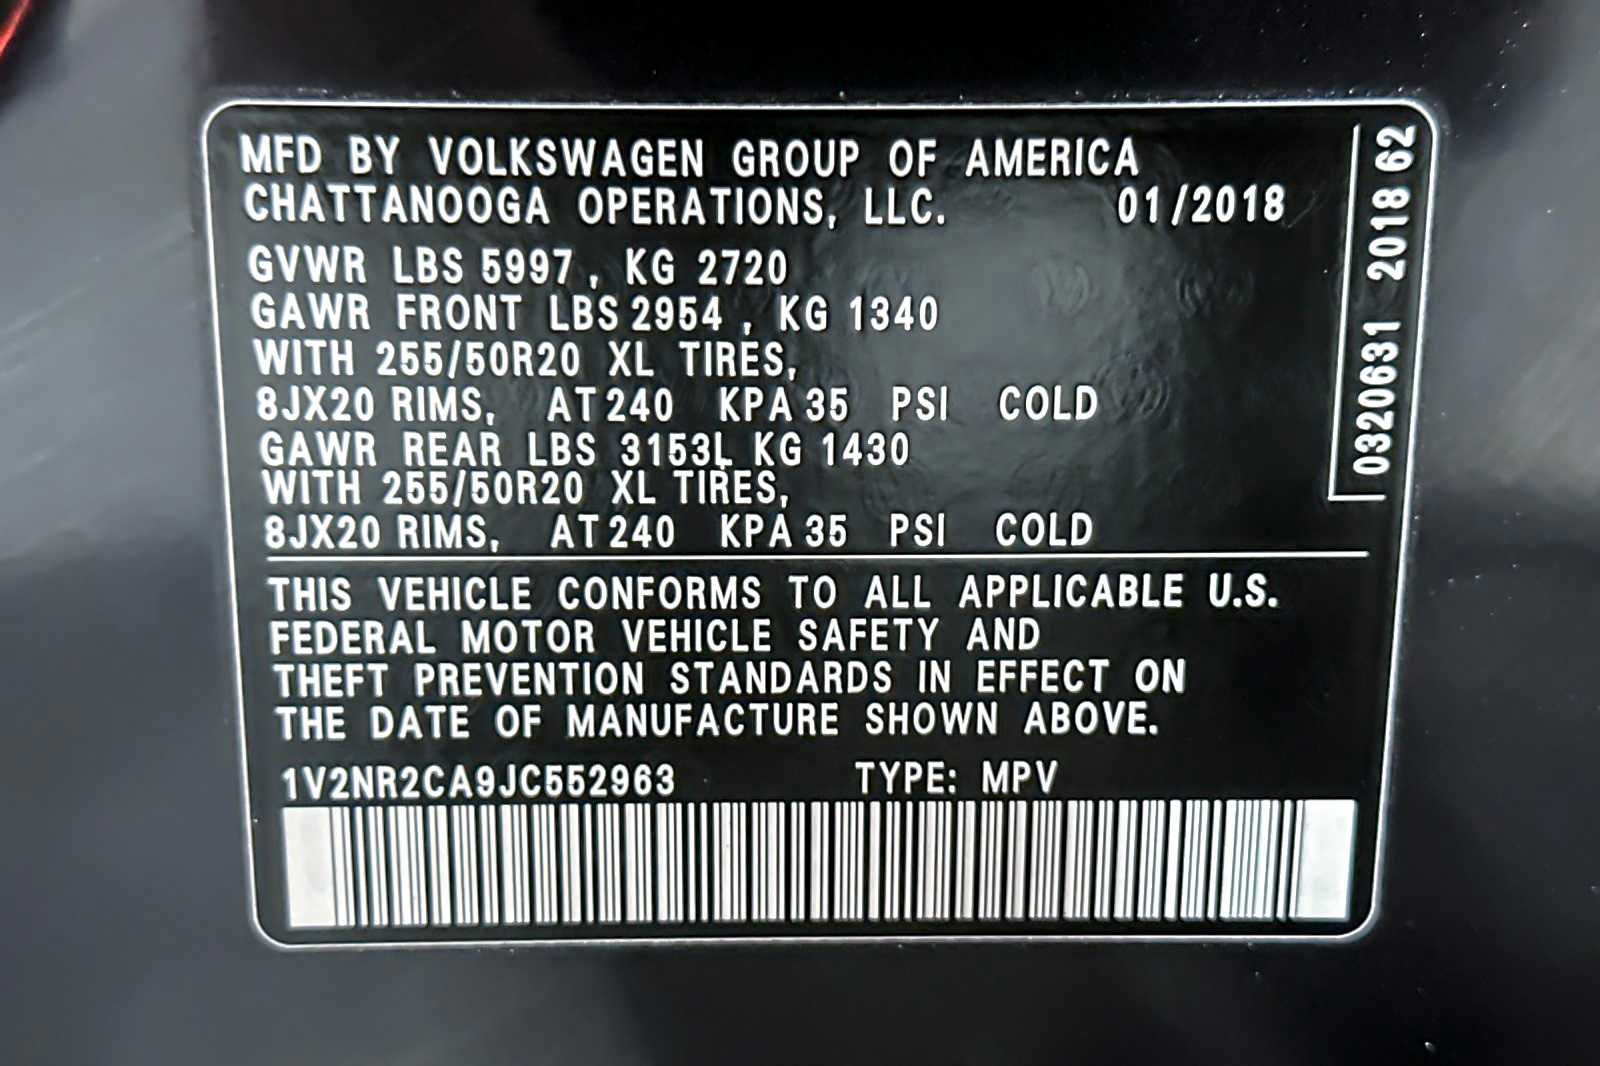 MFD BY VOLKSWAGEN GROUP OF AMERICA
CHATTANOOGA OPERATIONS, LLC. 01/2018
GVWR LBS 5997, KG 2720
GAWR FRONT LBS 2954, KG 1340
WITH 255/50R20 XL TIRES,
8JX20 RIMS, AT 240 KPA 35 PSI COLD
GAWR REAR LBS 3153L KG 1430
WITH 255/50R20 XL TIRES,
8JX20 RIMS, AT 240 KPA 35 PSI COLD
THIS VEHICLE CONFORMS TO ALL APPLICABLE U.S.
FEDERAL MOTOR VEHICLE SAFETY AND
THEFT PREVENTION STANDARDS IN EFFECT ON
THE DATE OF MANUFACTURE SHOWN ABOVE.
1V2NR2CA9JC552963 TYPE: MPV
0320631 2018 62